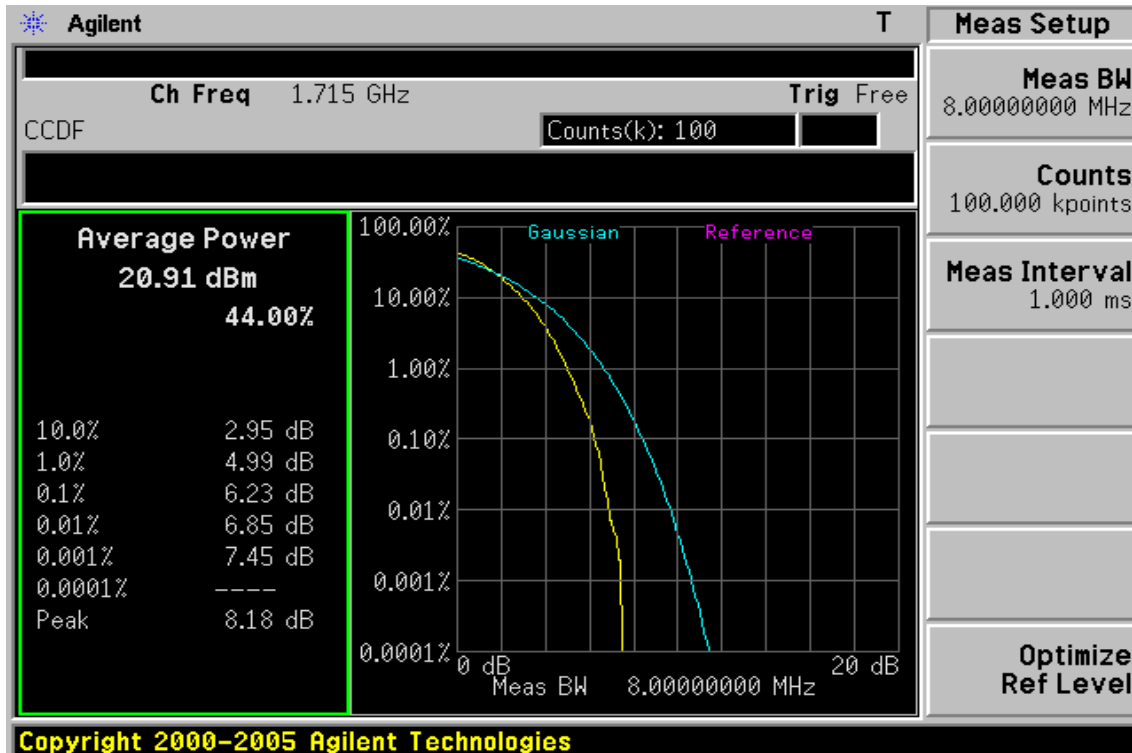 Agilent T Meas Setup
Ch Freq 1.715 GHz Trig Free
CCDF Counts(k): 100
Meas BW
8.00000000 MHz
Counts
100.000 kpoints
Meas Interval
1.000 ms
Optimize
Ref Level
Average Power
20.91 dBm
44.00%
10.0% 2.95 dB
1.0% 4.99 dB
0.1% 6.23 dB
0.01% 6.85 dB
0.001% 7.45 dB
0.0001% ----
Peak 8.18 dB
Gaussian Reference
100.00%
10.00%
1.00%
0.10%
0.01%
0.001%
0.0001%
0 dB 20 dB
Meas BW 8.00000000 MHz
Copyright 2000-2005 Agilent Technologies